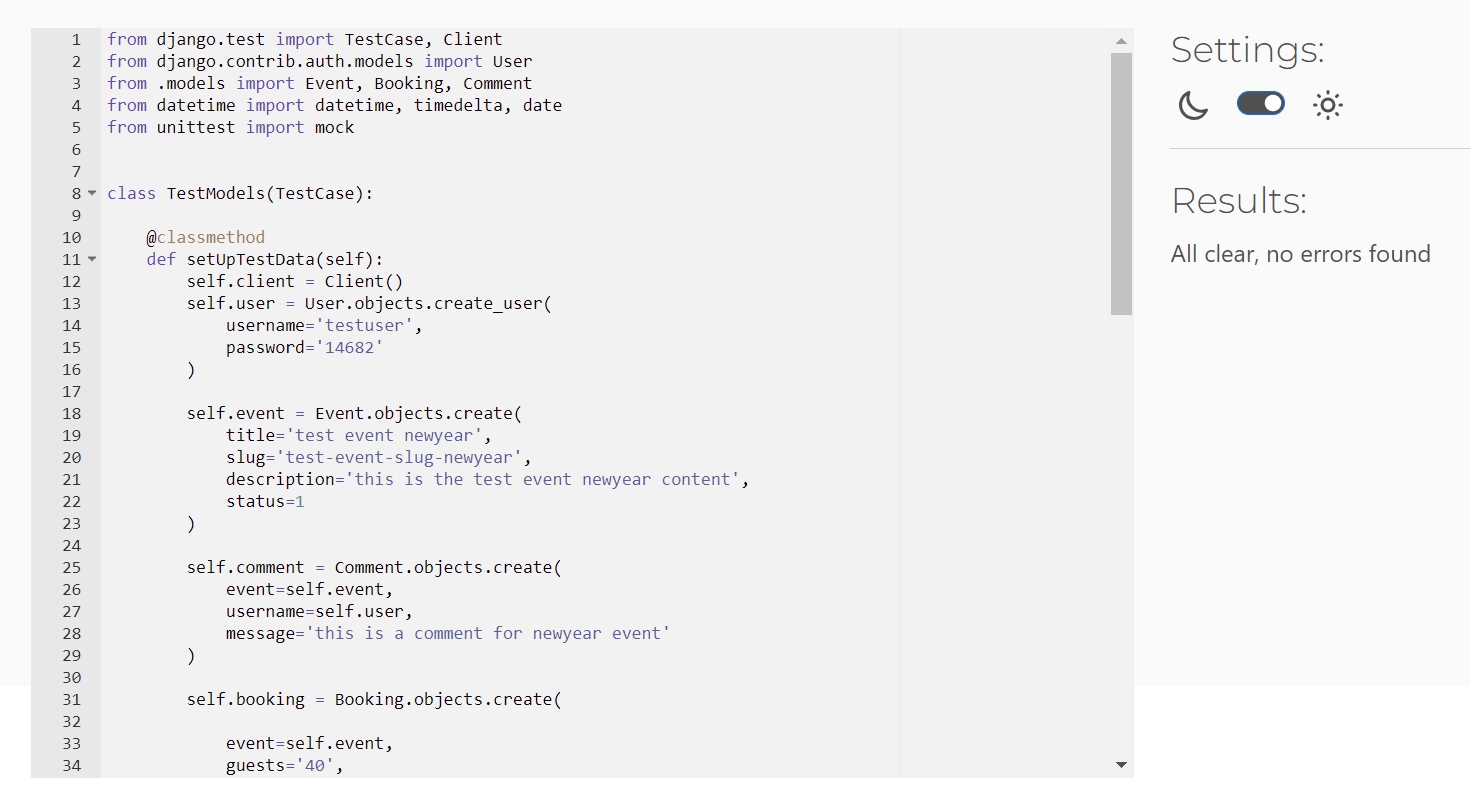 1 from django.test import TestCase, Client
2 from django.contrib.auth.models import User
3 from .models import Event, Booking, Comment
4 from datetime import datetime, timedelta, date
5 from unittest import mock
6
7
8 class TestModels(TestCase):
9
10     @classmethod
11     def setUpTestData(self):
12         self.client = Client()
13         self.user = User.objects.create_user(
14             username='testuser',
15             password='14682'
16         )
17
18         self.event = Event.objects.create(
19             title='test event newyear',
20             slug='test-event-slug-newyear',
21             description='this is the test event newyear content',
22             status=1
23         )
24
25         self.comment = Comment.objects.create(
26             event=self.event,
27             username=self.user,
28             message='this is a comment for newyear event'
29         )
30
31         self.booking = Booking.objects.create(
32
33             event=self.event,
34             guests='40',
Settings:
Results:
All clear, no errors found